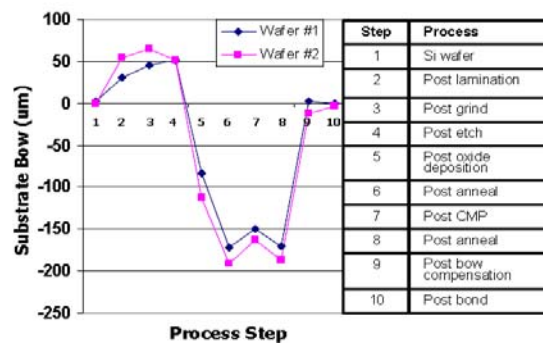 Substrate Bow (um)
100
50
0
-50
-100
-150
-200
-250
1 2 3 4 5 6 7 8 9 10
Process Step
Wafer #1
Wafer #2
Step Process
1 Si wafer
2 Post lamination
3 Post grind
4 Post etch
5 Post oxide
deposition
6 Post anneal
7 Post CMP
8 Post anneal
9 Post bow
compensation
10 Post bond